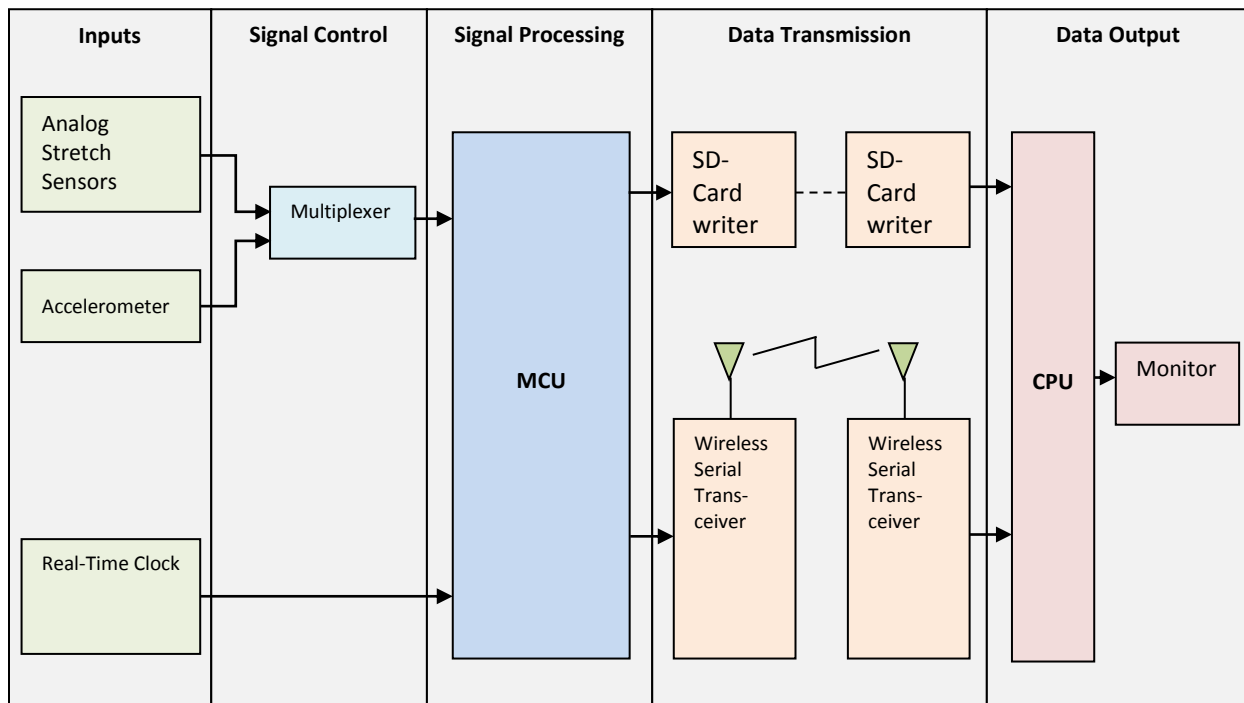 Inputs
Signal Control
Signal Processing
Data Transmission
Data Output
Analog
Stretch
Sensors
Accelerometer
Real-Time Clock
Multiplexer
MCU
SD-
Card
writer
SD-
Card
writer
Wireless
Serial
Trans-
ceiver
Wireless
Serial
Trans-
ceiver
CPU
Monitor